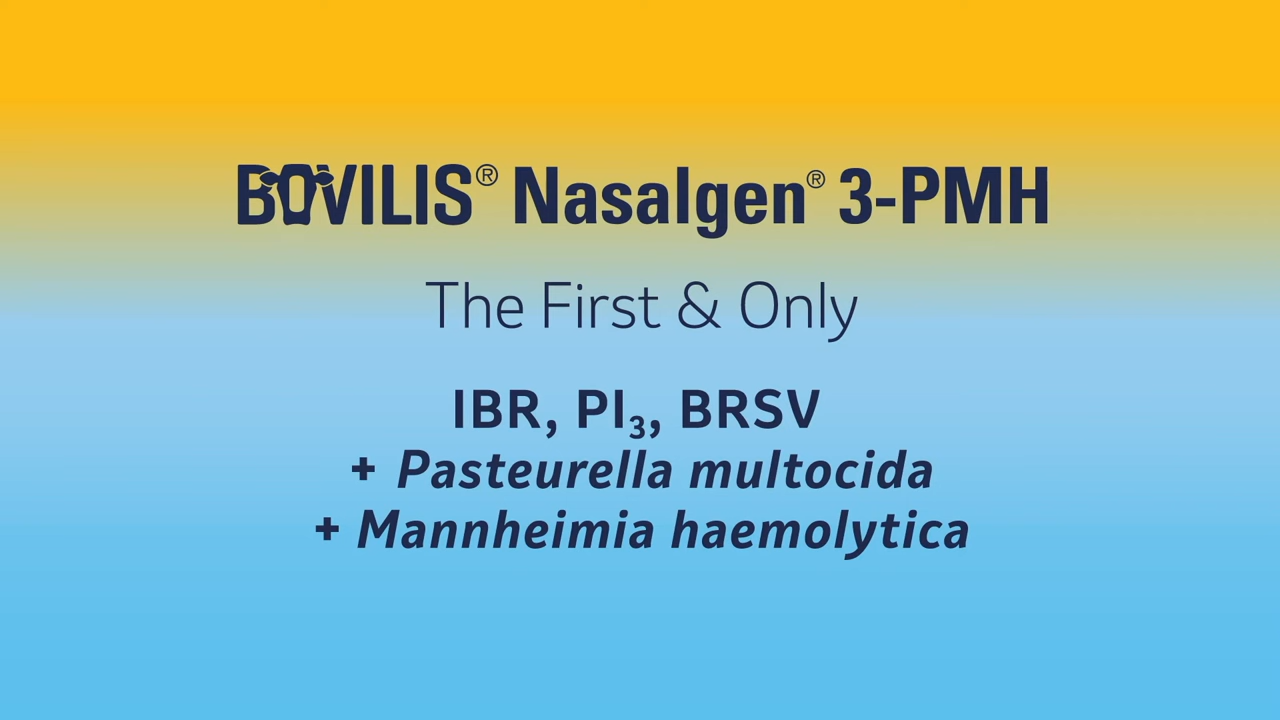 BOVILIS® Nasalgen® 3-PMH
The First & Only
IBR, PI₃, BRSV
+ Pasteurella multocida
+ Mannheimia haemolytica